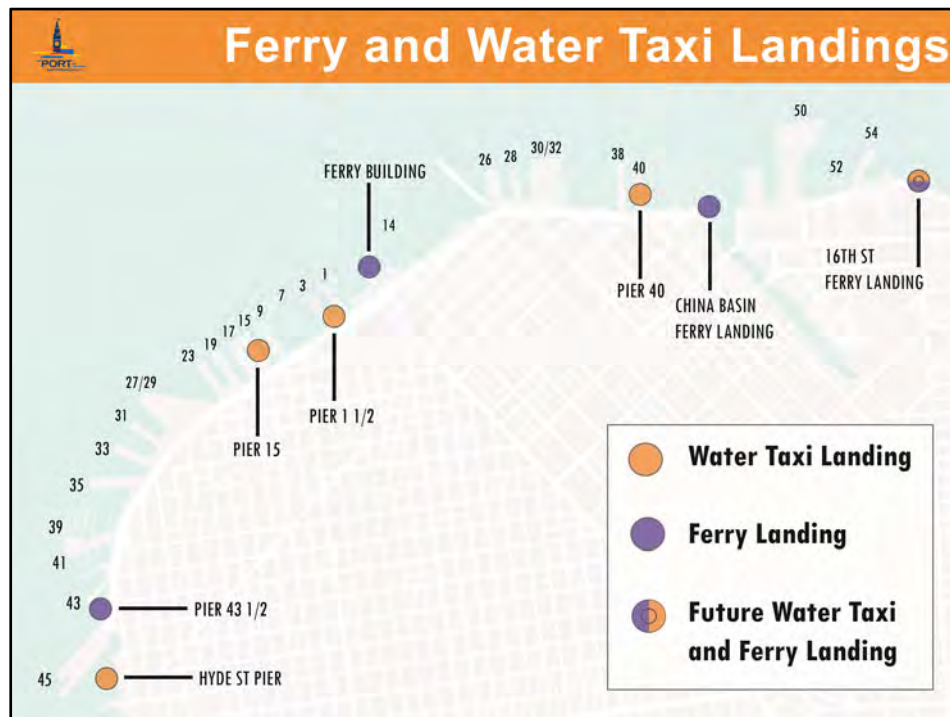 PORT
Ferry and Water Taxi Landings
50
54
30/32
28
26
38
40
52
FERRY BUILDING
14
16TH ST
FERRY LANDING
1
3
7
9
15
17
19
23
PIER 40
CHINA BASIN
FERRY LANDING
27/29
31
33
35
39
41
43
45
PIER 1 1/2
PIER 15
PIER 43 1/2
HYDE ST PIER
Water Taxi Landing
Ferry Landing
Future Water Taxi
and Ferry Landing